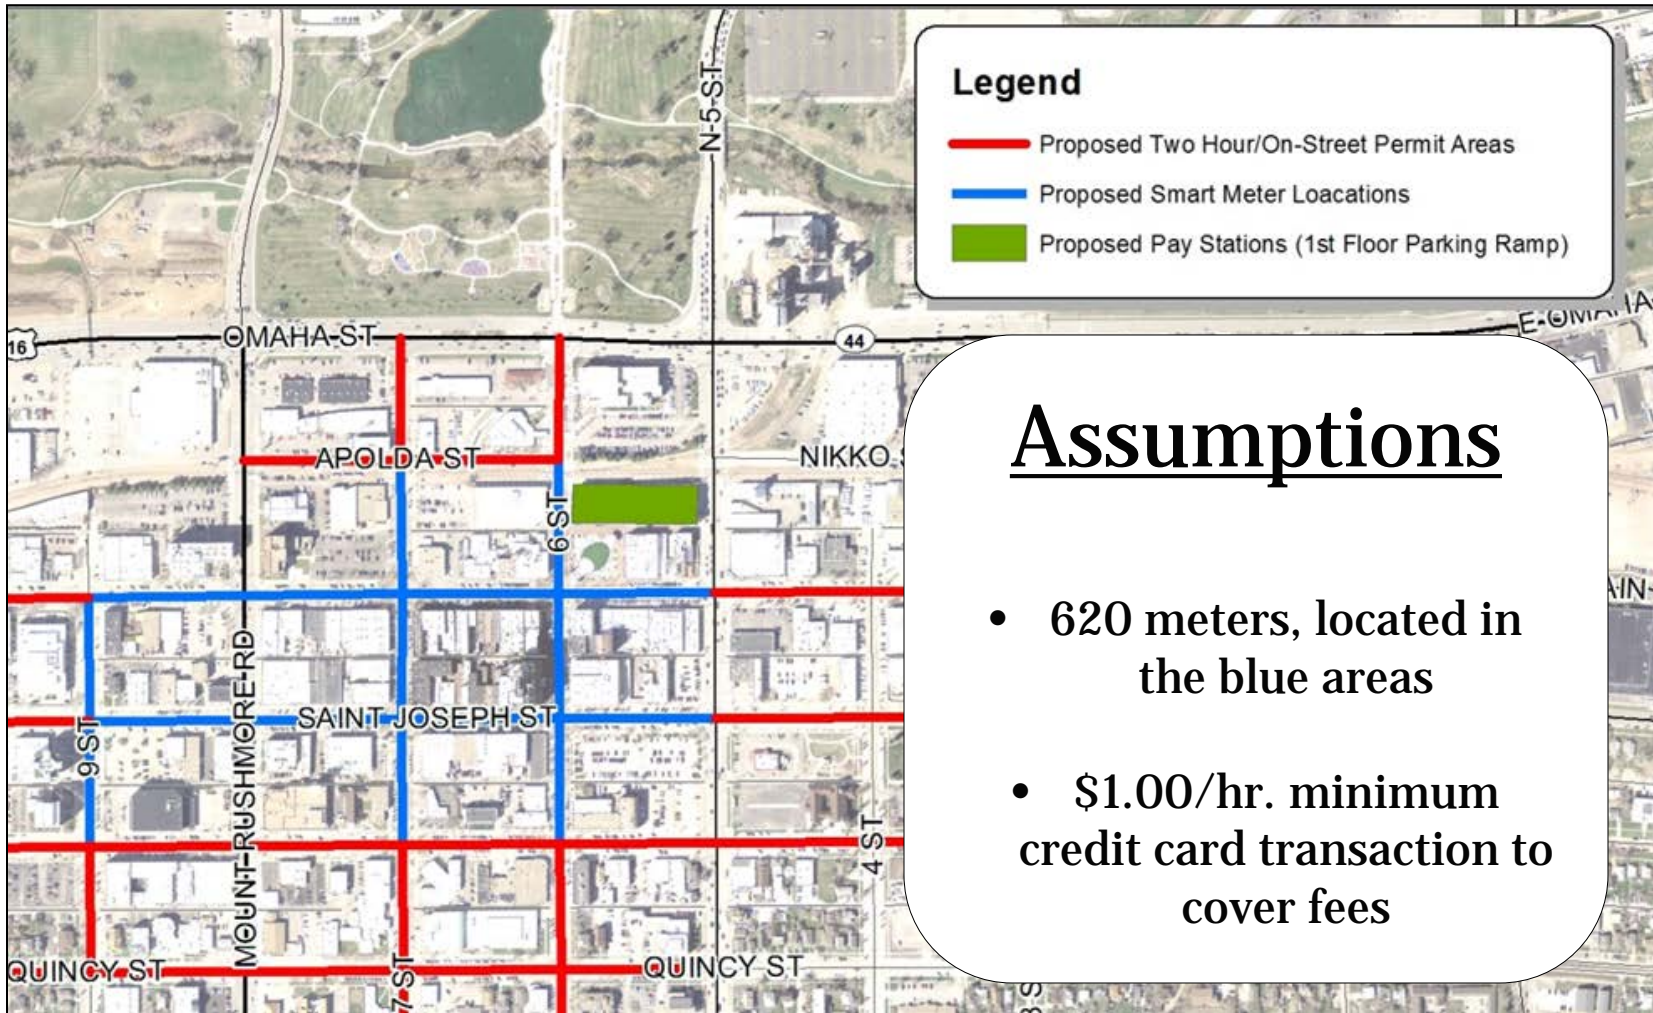 N 5 ST
Legend
Proposed Two Hour/On-Street Permit Areas
Proposed Smart Meter Loacations
Proposed Pay Stations (1st Floor Parking Ramp)
16
OMAHA ST
44
E OMAHA
Assumptions
• 620 meters, located in
the blue areas
• $1.00/hr. minimum
credit card transaction to
cover fees
APOLDA ST
NIKKO
6 ST
MOUNT RUSHMORE RD
SAINT JOSEPH ST
9 ST
4 ST
QUINCY ST
QUINCY ST
7 ST